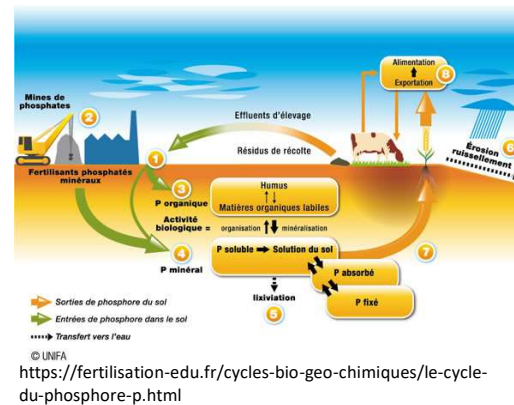 Alimentation
Exportation
8
Mines de
phosphates
2
Effluents d'élevage
Résidus de récolte
Érosion
ruissellement
6
1
Fertilisants phosphatés
minéraux
3
P organique
Humus
Matières organiques labiles
Activité
biologique =
organisation
minéralisation
4
P minéral
P soluble
Solution du sol
7
P absorbé
P fixé
lixiviation
5
Sorties de phosphore du sol
Entrées de phosphore dans le sol
Transfert vers l'eau
© UNIFA
https://fertilisation-edu.fr/cycles-bio-geo-chimiques/le-cycle-
du-phosphore-p.html